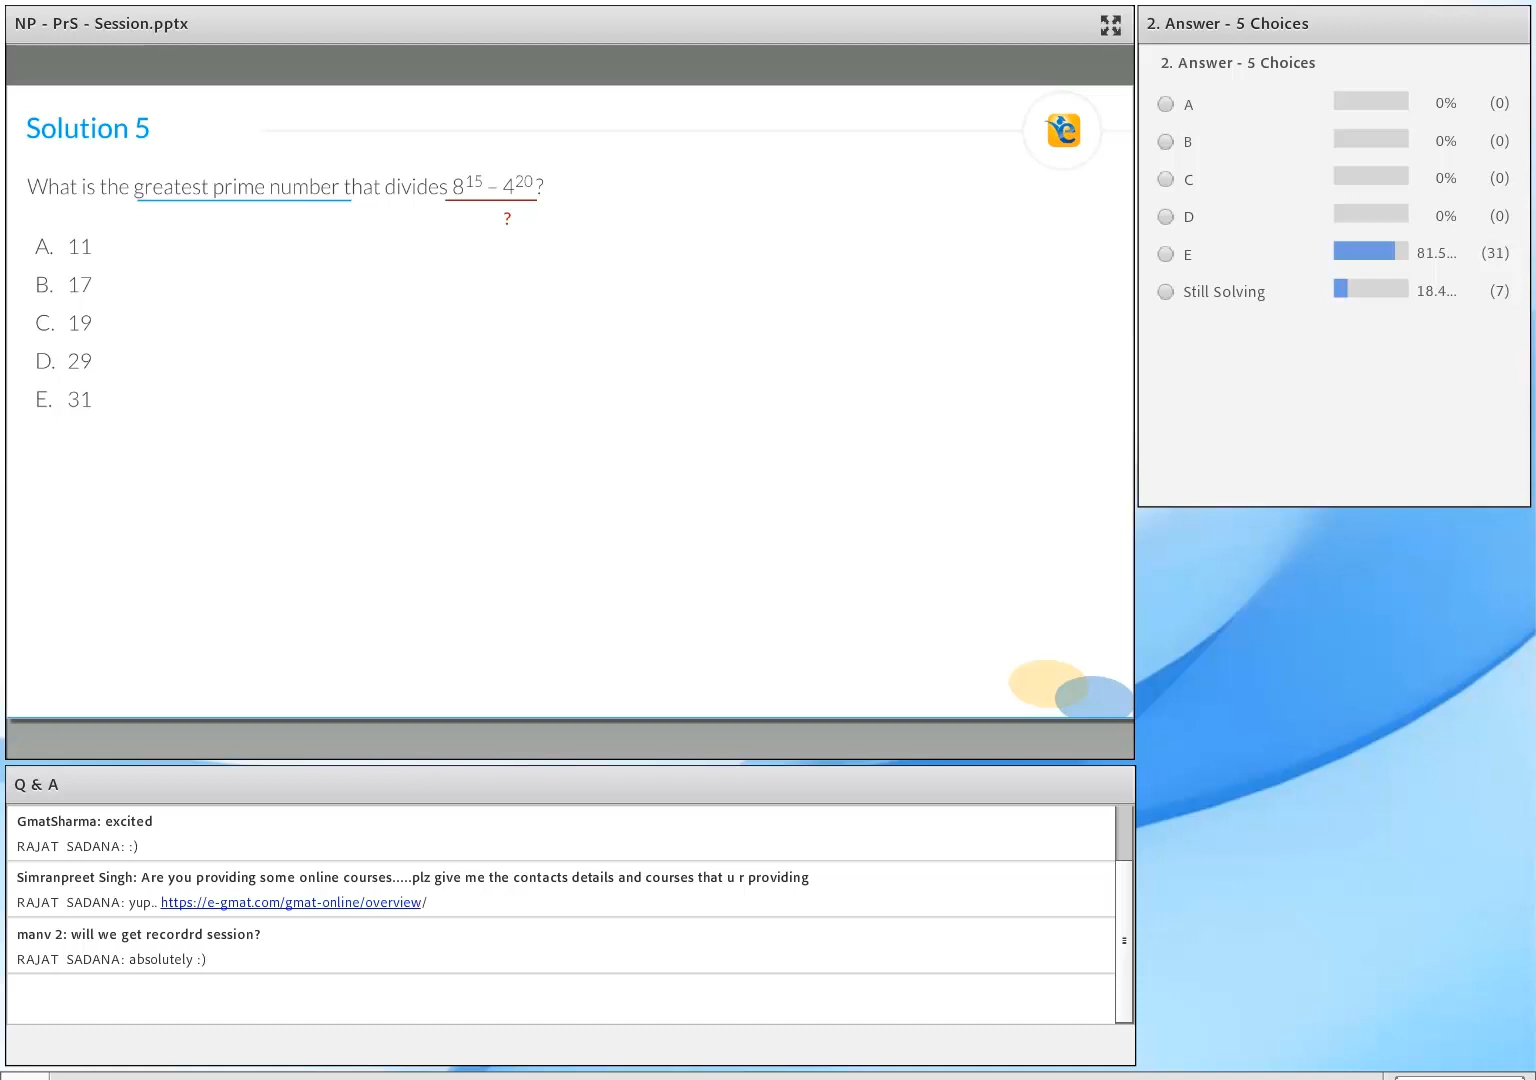 NP - PrS - Session.pptx
Solution 5
What is the greatest prime number that divides 8¹⁵ – 4²⁰?
?
A. 11
B. 17
C. 19
D. 29
E. 31
2. Answer - 5 Choices
2. Answer - 5 Choices
A 0% (0)
B 0% (0)
C 0% (0)
D 0% (0)
E 81.5... (31)
Still Solving 18.4... (7)
Q & A
GmatSharma: excited
RAJAT SADANA: :)
Simranpreet Singh: Are you providing some online courses.....plz give me the contacts details and courses that u r providing
RAJAT SADANA: yup.. https://e-gmat.com/gmat-online/overview/
manv 2: will we get recordrd session?
RAJAT SADANA: absolutely :)